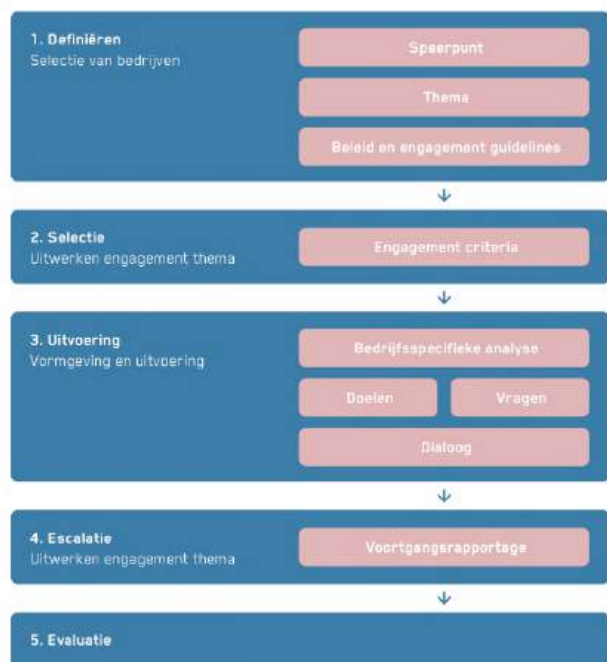 1. Definiëren
Selectie van bedrijven
Speerpunt
Thema
Beleid en engagement guidelines
2. Selectie
Uitwerken engagement thema
Engagement criteria
3. Uitvoering
Vormgeving en uitvoering
Bedrijfsspecifieke analyse
Doelen
Vragen
Dialoog
4. Escalatie
Uitwerken engagement thema
Voortgangsrapportage
5. Evaluatie